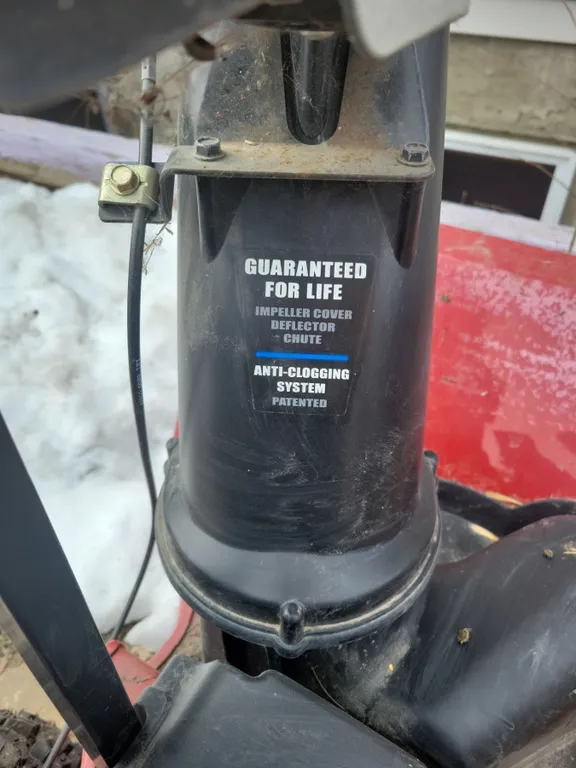 GUARANTEED
FOR LIFE
IMPELLER COVER
DEFLECTOR
CHUTE
ANTI-CLOGGING
SYSTEM
PATENTED